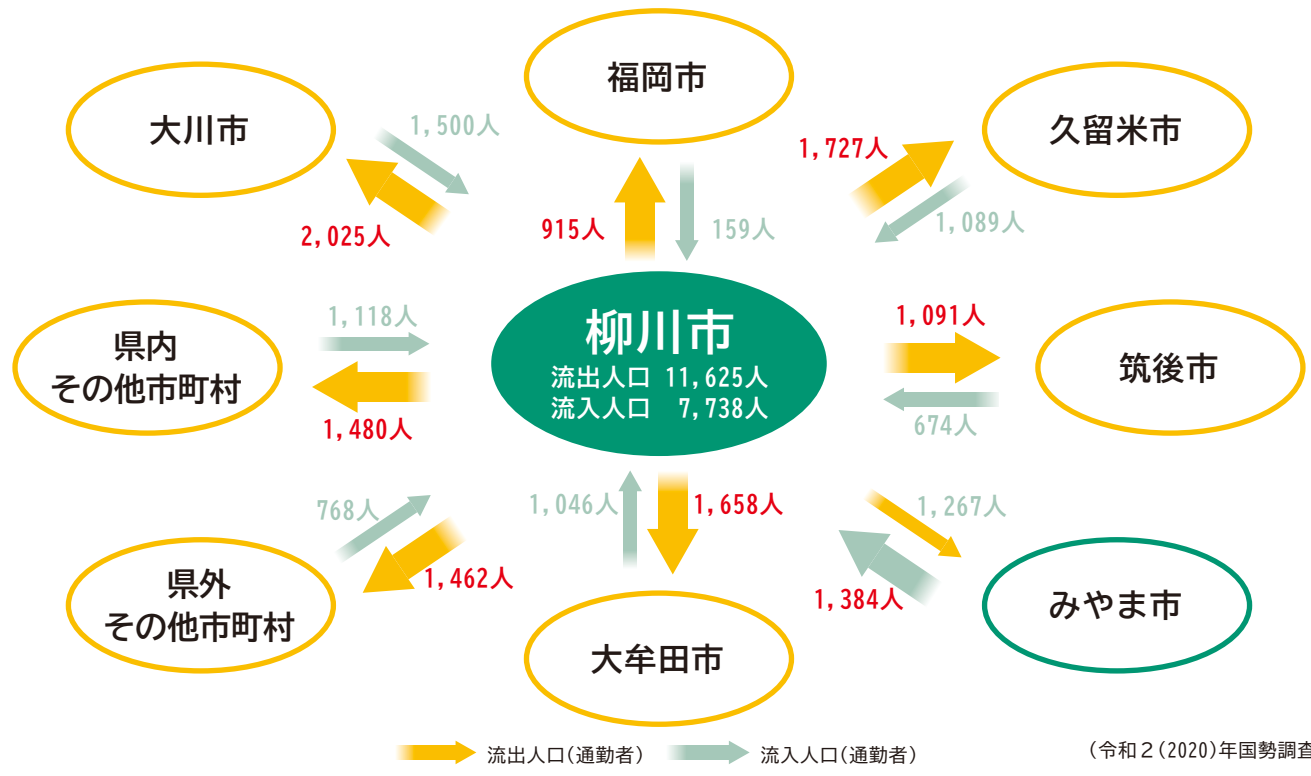 福岡市
大川市
久留米市
1,500人
1,727人
2,025人
915人
159人
1,089人
県内
その他市町村
1,118人
1,480人
柳川市
流出人口 11,625人
流入人口 7,738人
1,091人
674人
筑後市
768人
1,462人
県外
その他市町村
1,046人
1,658人
大牟田市
1,267人
1,384人
みやま市
流出人口(通勤者)
流入人口(通勤者)
(令和2(2020)年国勢調査